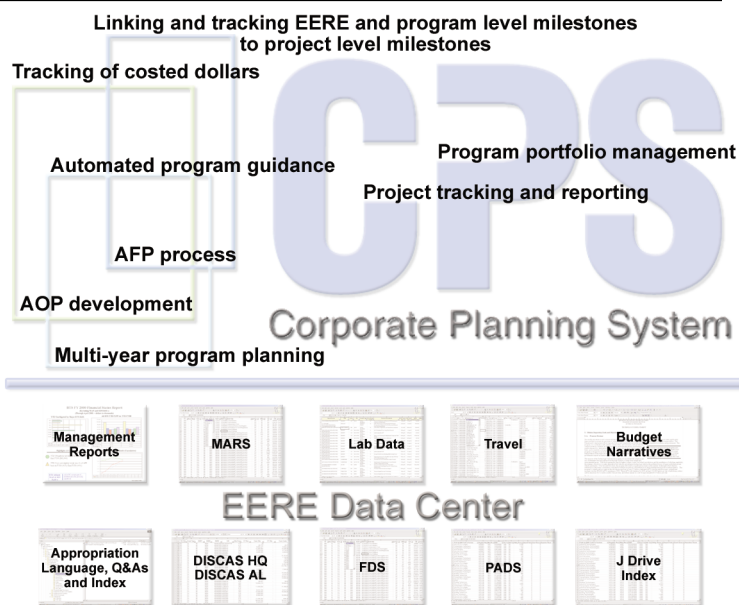 Linking and tracking EERE and program level milestones
to project level milestones
Tracking of costed dollars
CPS
Program portfolio management
Automated program guidance
Project tracking and reporting
AFP process
AOP development
Corporate Planning System
Multi-year program planning
Management
Reports
MARS
Lab Data
Travel
Budget
Narratives
EERE Data Center
Appropriation
Language, Q&As
and Index
DISCAS HQ
DISCAS AL
FDS
PADS
J Drive
Index